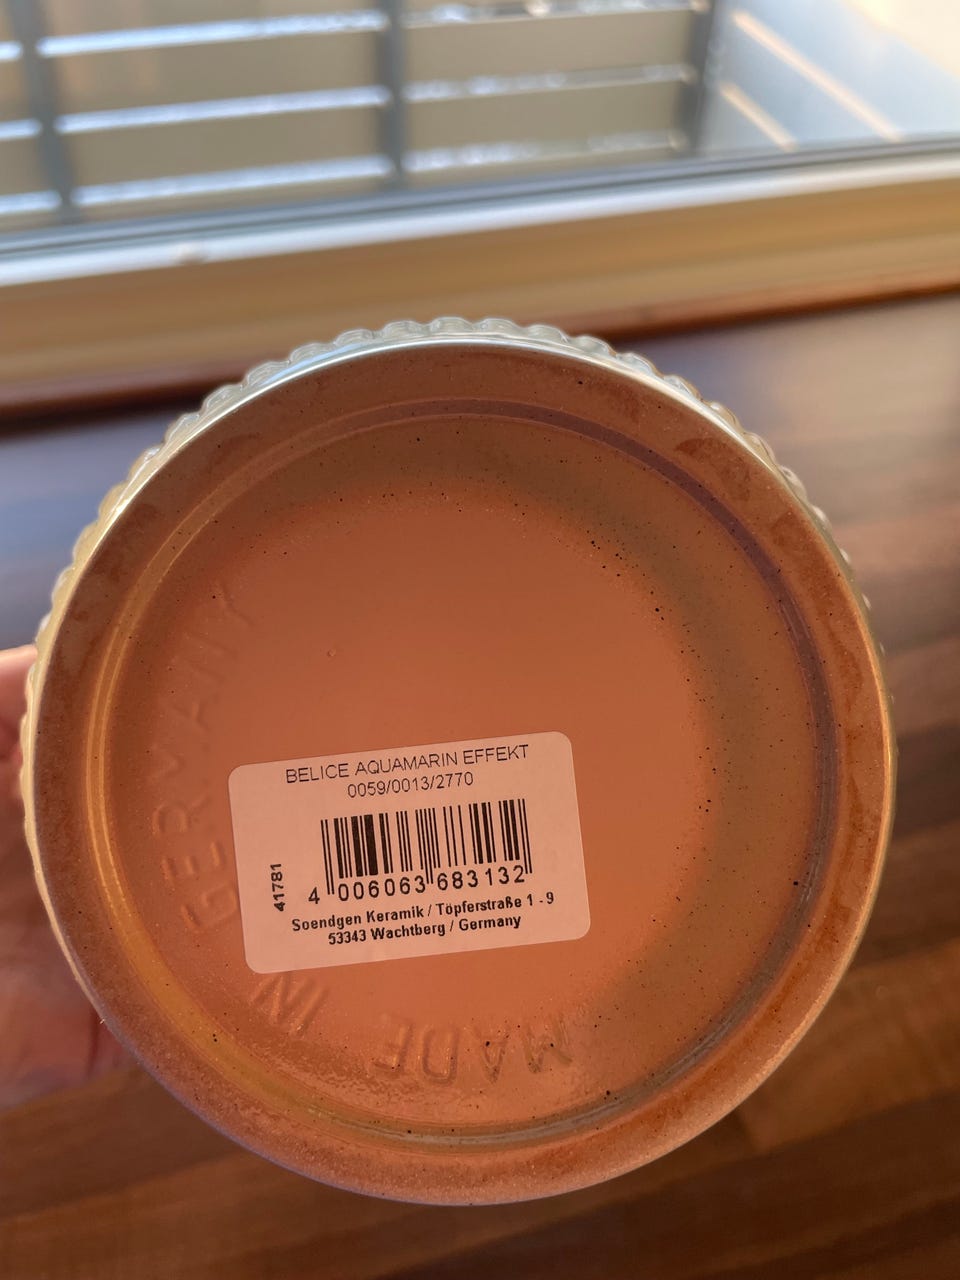 BELICE AQUAMARIN EFFEKT
0059/0013/2770
41781
4 006063 683132
Soendgen Keramik / Töpferstraße 1 - 9
53343 Wachtberg / Germany
MADE IN GERMANY